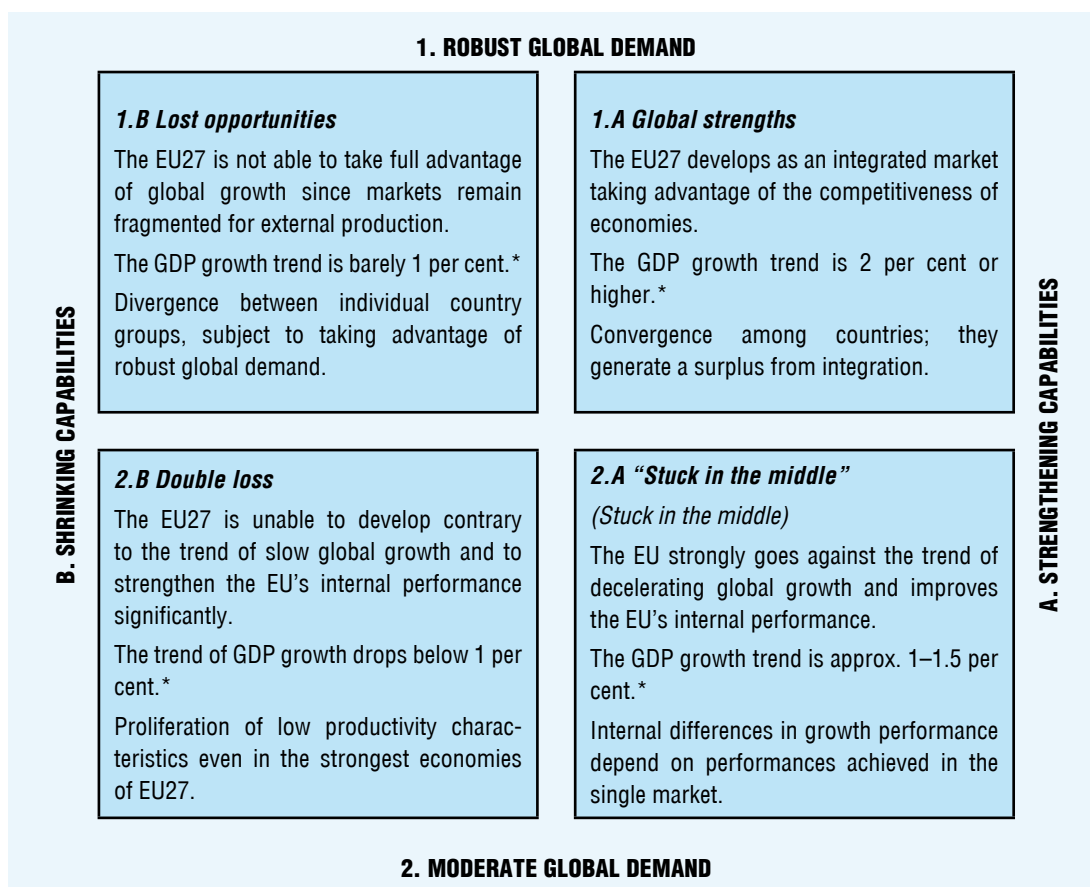 1. ROBUST GLOBAL DEMAND
B. SHRINKING CAPABILITIES
1.B Lost opportunities
The EU27 is not able to take full advantage
of global growth since markets remain
fragmented for external production.
The GDP growth trend is barely 1 per cent.*
Divergence between individual country
groups, subject to taking advantage of
robust global demand.
1.A Global strengths
The EU27 develops as an integrated market
taking advantage of the competitiveness of
economies.
The GDP growth trend is 2 per cent or
higher.*
Convergence among countries; they
generate a surplus from integration.
2.B Double loss
The EU27 is unable to develop contrary
to the trend of slow global growth and to
strengthen the EU's internal performance
significantly.
The trend of GDP growth drops below 1 per
cent.*
Proliferation of low productivity charac-
teristics even in the strongest economies
of EU27.
2.A “Stuck in the middle”
(Stuck in the middle)
The EU strongly goes against the trend of
decelerating global growth and improves
the EU's internal performance.
The GDP growth trend is approx. 1–1.5 per
cent.*
Internal differences in growth performance
depend on performances achieved in the
single market.
A. STRENGTHENING CAPABILITIES
2. MODERATE GLOBAL DEMAND